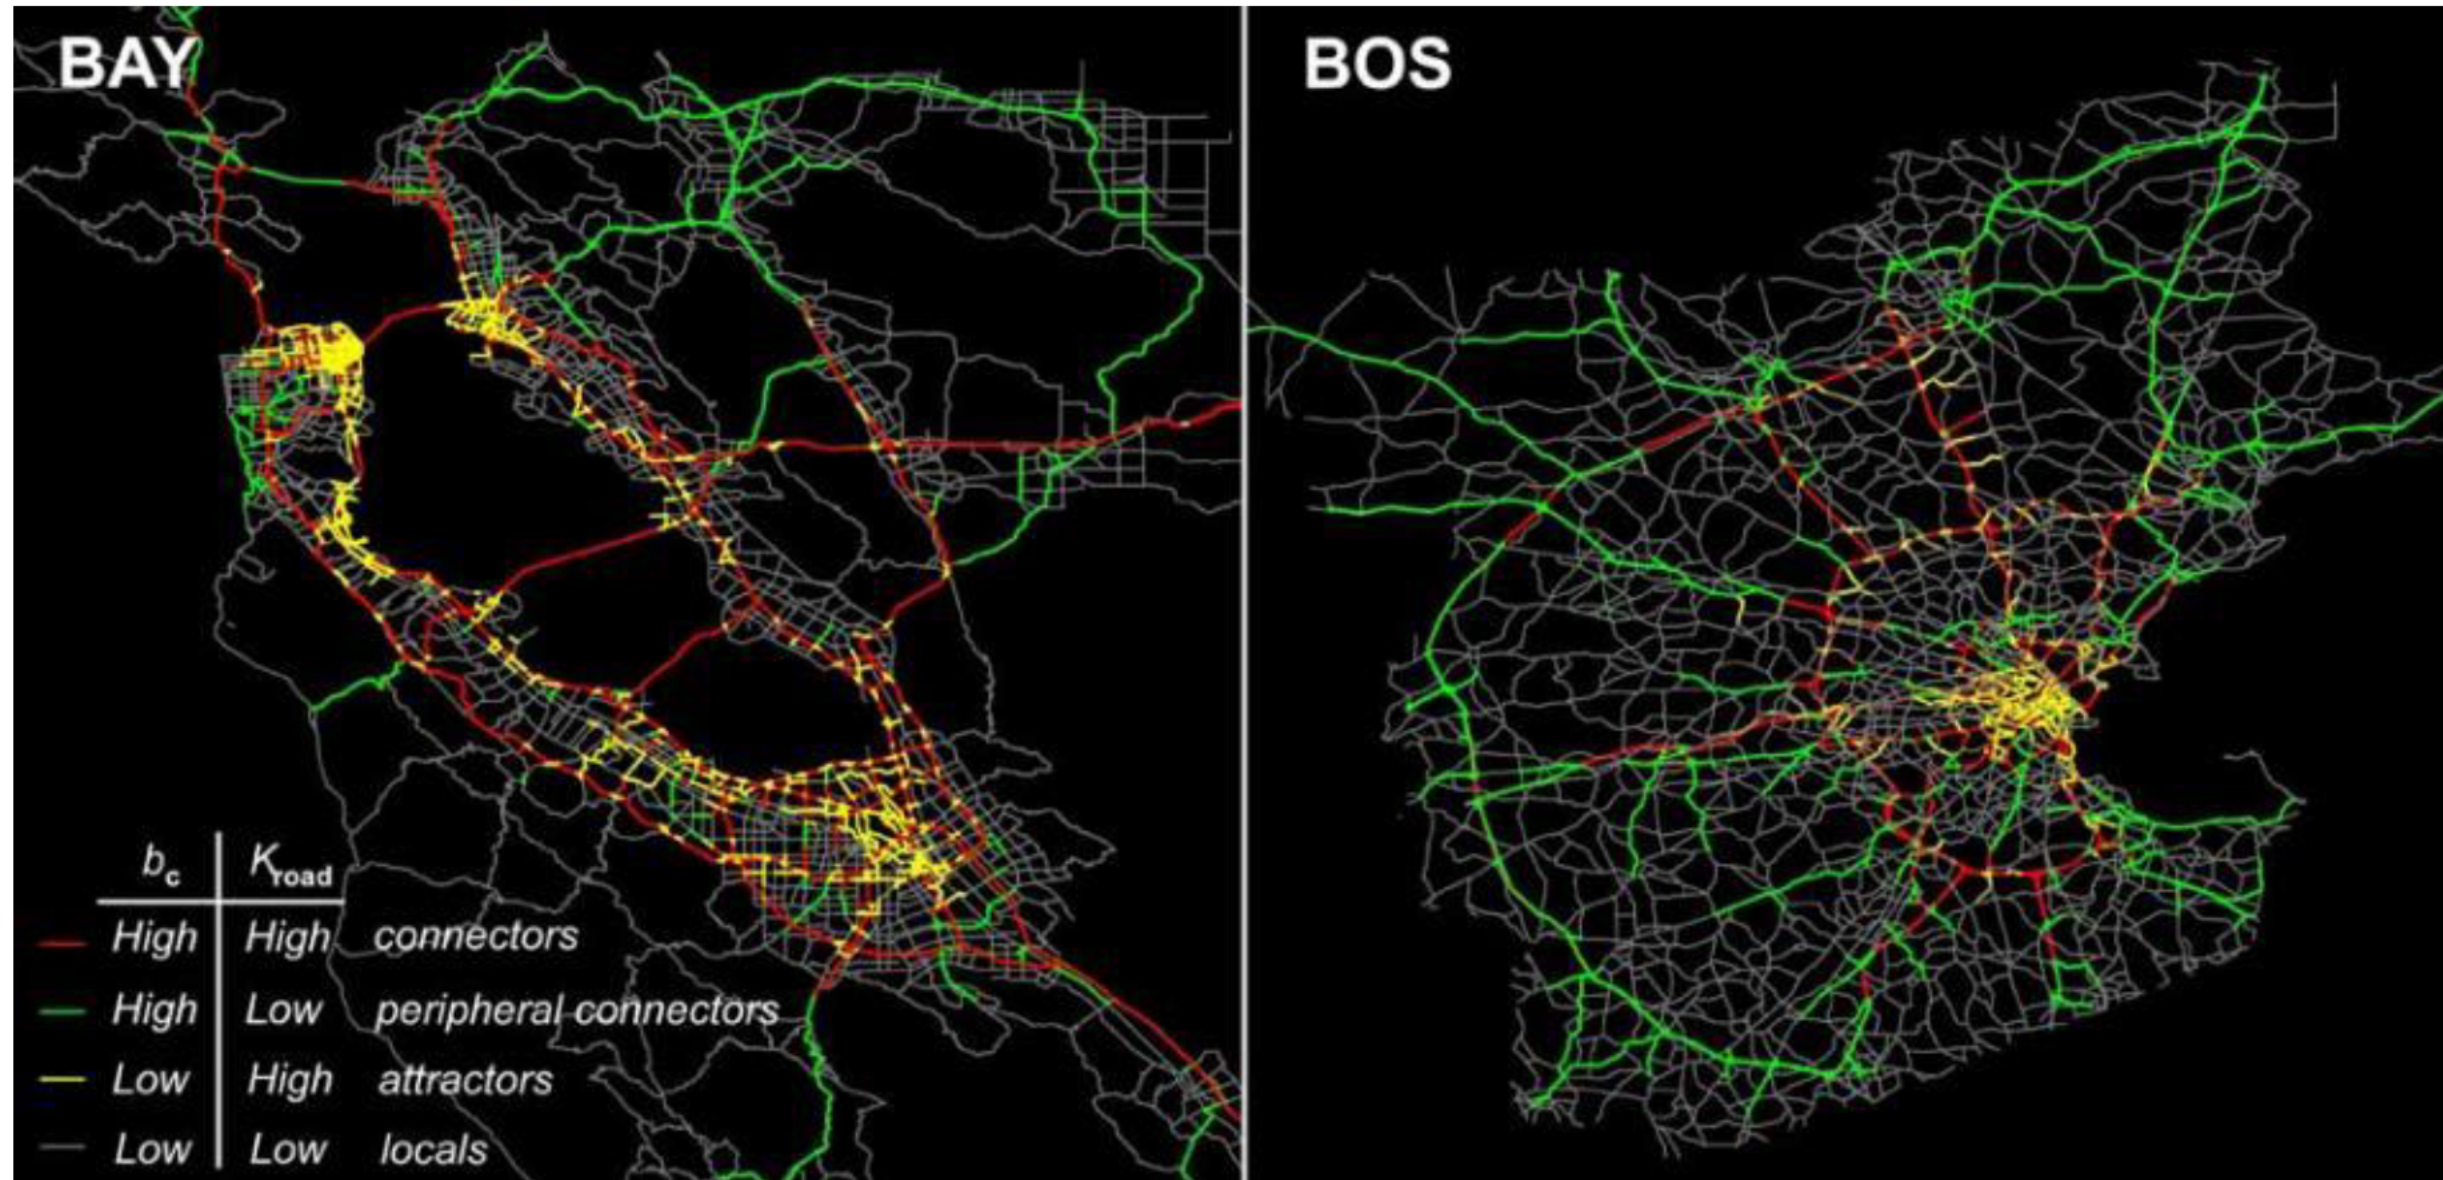 BAY
BOS
bc Kroad
High High connectors
High Low peripheral connectors
Low High attractors
Low Low locals